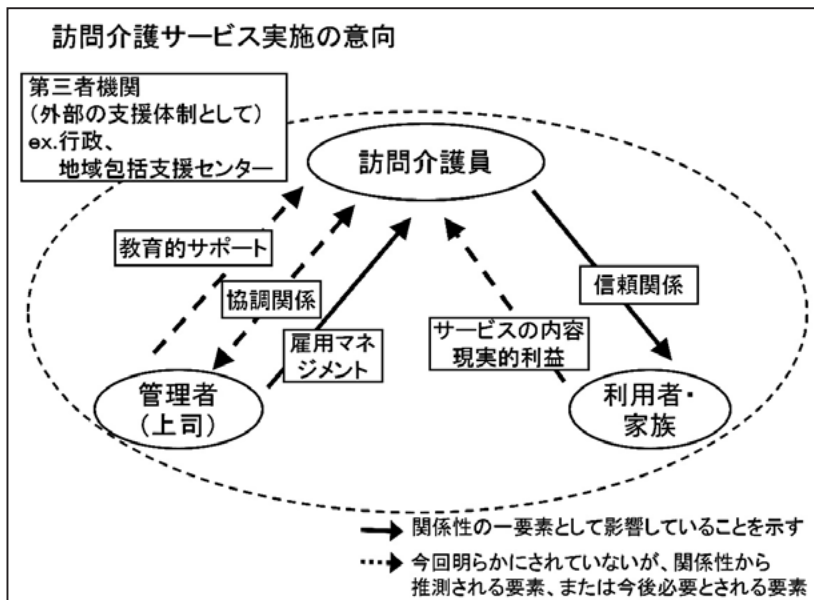 訪問介護サービス実施の意向
第三者機関
(外部の支援体制として)
ex.行政、
地域包括支援センター
訪問介護員
教育的サポート
協調関係
雇用マネ
ジメント
信頼関係
サービスの内容
現実的利益
管理者
(上司)
利用者・
家族
関係性の一要素として影響していることを示す
今回明らかにされていないが、関係性から
推測される要素、または今後必要とされる要素